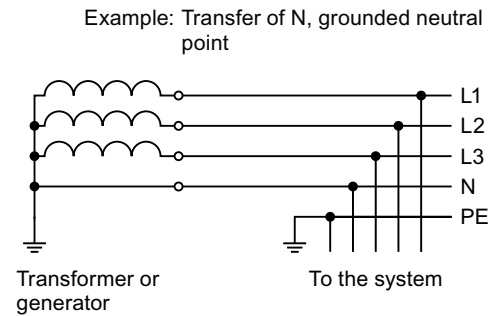 Example: Transfer of N, grounded neutral
point
L1
L2
L3
N
PE
Transformer or
generator
To the system